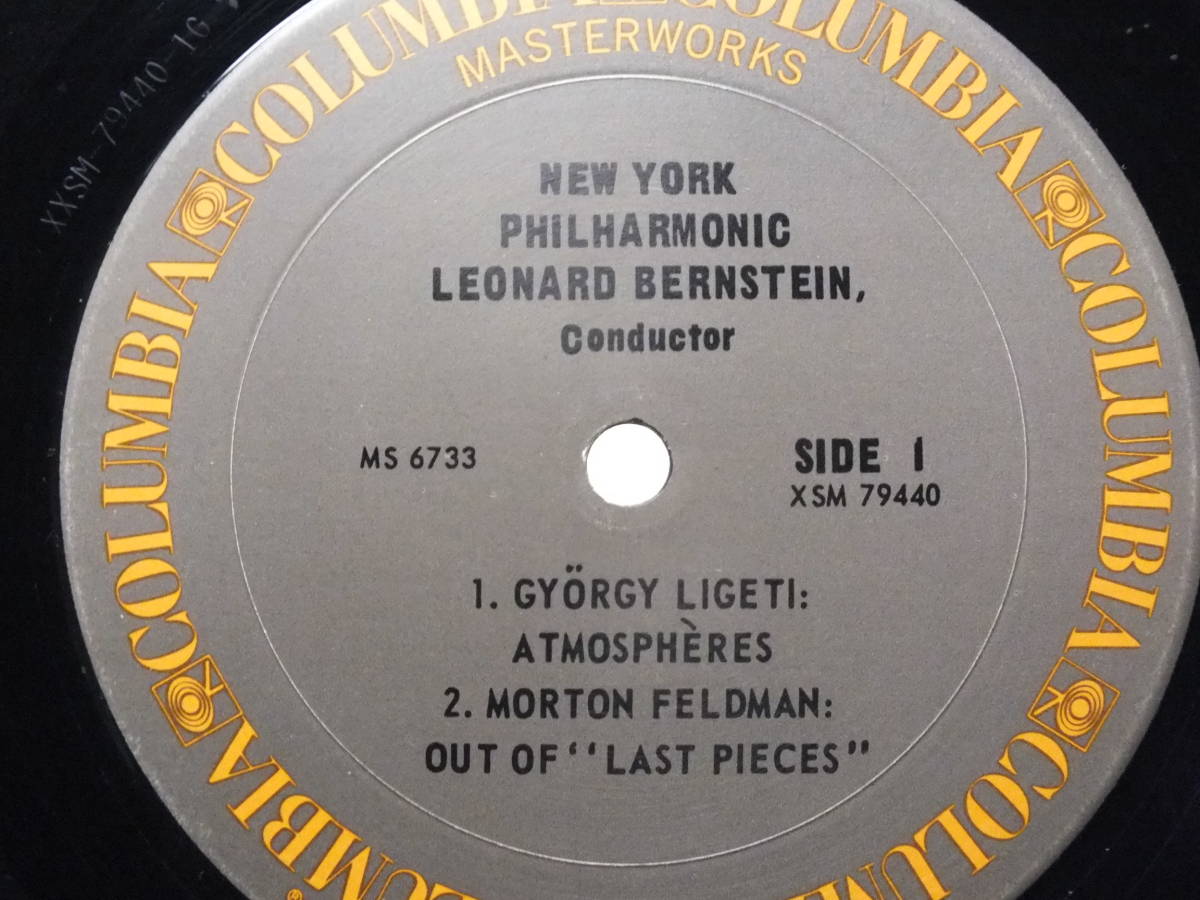 COLUMBIA COLUMBIA COLUMBIA COLUMBIA COLUMBIA COLUMBIA
MASTERWORKS
XXSM-79440-16
NEW YORK
PHILHARMONIC
LEONARD BERNSTEIN,
Conductor
MS 6733
SIDE 1
XSM 79440
1. GYÖRGY LIGETI:
ATMOSPHÈRES
2. MORTON FELDMAN:
OUT OF “LAST PIECES”